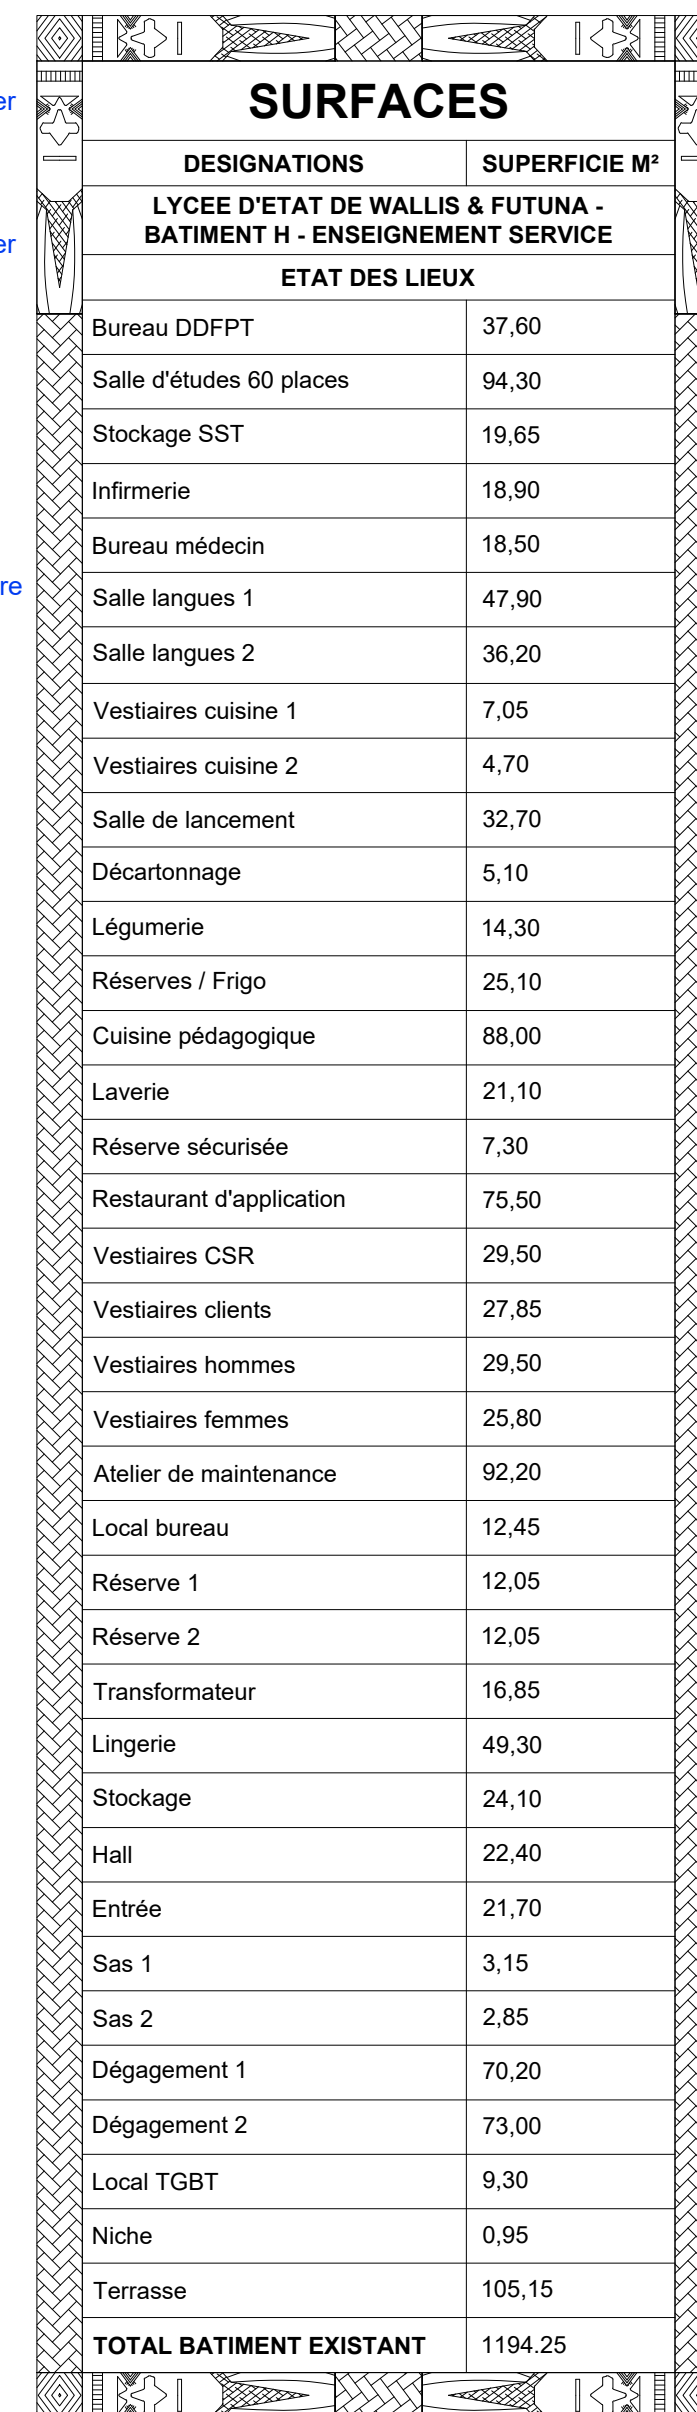 SURFACES
DESIGNATIONS SUPERFICIE M²
LYCEE D'ETAT DE WALLIS & FUTUNA -
BATIMENT H - ENSEIGNEMENT SERVICE
ETAT DES LIEUX
Bureau DDFPT 37,60
Salle d'études 60 places 94,30
Stockage SST 19,65
Infirmerie 18,90
Bureau médecin 18,50
Salle langues 1 47,90
Salle langues 2 36,20
Vestiaires cuisine 1 7,05
Vestiaires cuisine 2 4,70
Salle de lancement 32,70
Décartonnage 5,10
Légumerie 14,30
Réserves / Frigo 25,10
Cuisine pédagogique 88,00
Laverie 21,10
Réserve sécurisée 7,30
Restaurant d'application 75,50
Vestiaires CSR 29,50
Vestiaires clients 27,85
Vestiaires hommes 29,50
Vestiaires femmes 25,80
Atelier de maintenance 92,20
Local bureau 12,45
Réserve 1 12,05
Réserve 2 12,05
Transformateur 16,85
Lingerie 49,30
Stockage 24,10
Hall 22,40
Entrée 21,70
Sas 1 3,15
Sas 2 2,85
Dégagement 1 70,20
Dégagement 2 73,00
Local TGBT 9,30
Niche 0,95
Terrasse 105,15
TOTAL BATIMENT EXISTANT 1194.25